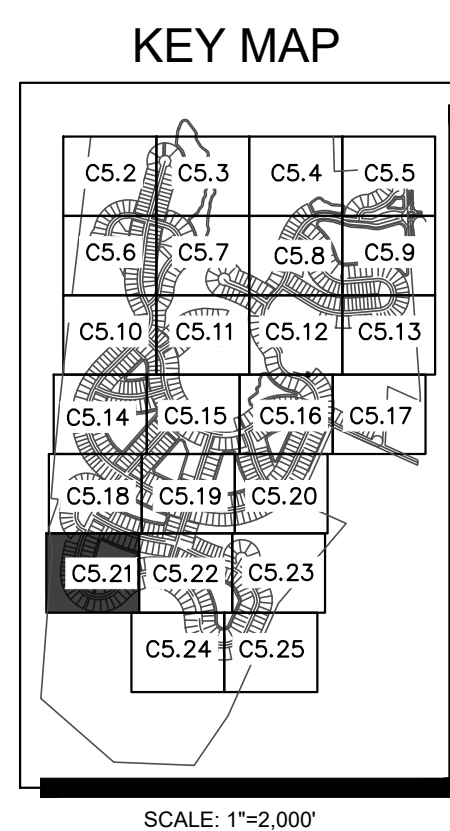 KEY MAP
C5.2 C5.3 C5.4 C5.5
C5.6 C5.7 C5.8 C5.9
C5.10 C5.11 C5.12 C5.13
C5.14 C5.15 C5.16 C5.17
C5.18 C5.19 C5.20
C5.21 C5.22 C5.23
C5.24 C5.25
SCALE: 1"=2,000'